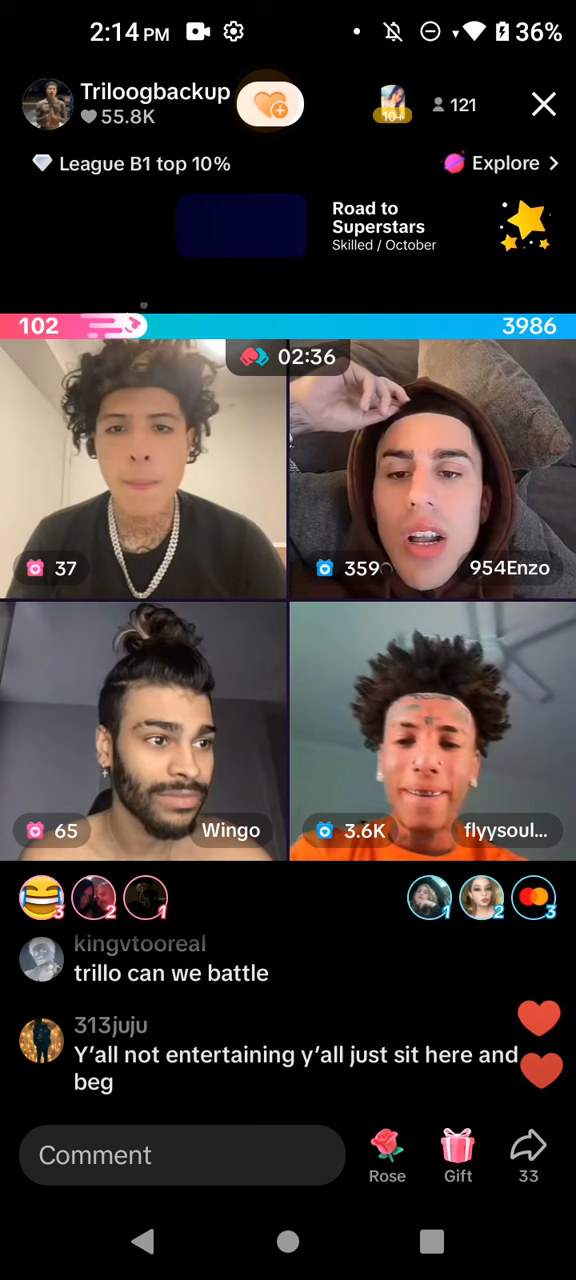 2:14 PM
36%
Triloogbackup
55.8K
10+
121
League B1 top 10%
Explore >
Road to
Superstars
Skilled / October
102
3986
02:36
37
359
954Enzo
65
Wingo
3.6K
flyysoul...
3
2
1
1
2
3
kingvtooreal
trillo can we battle
313juju
Y'all not entertaining y'all just sit here and
beg
Comment
Rose
Gift
33